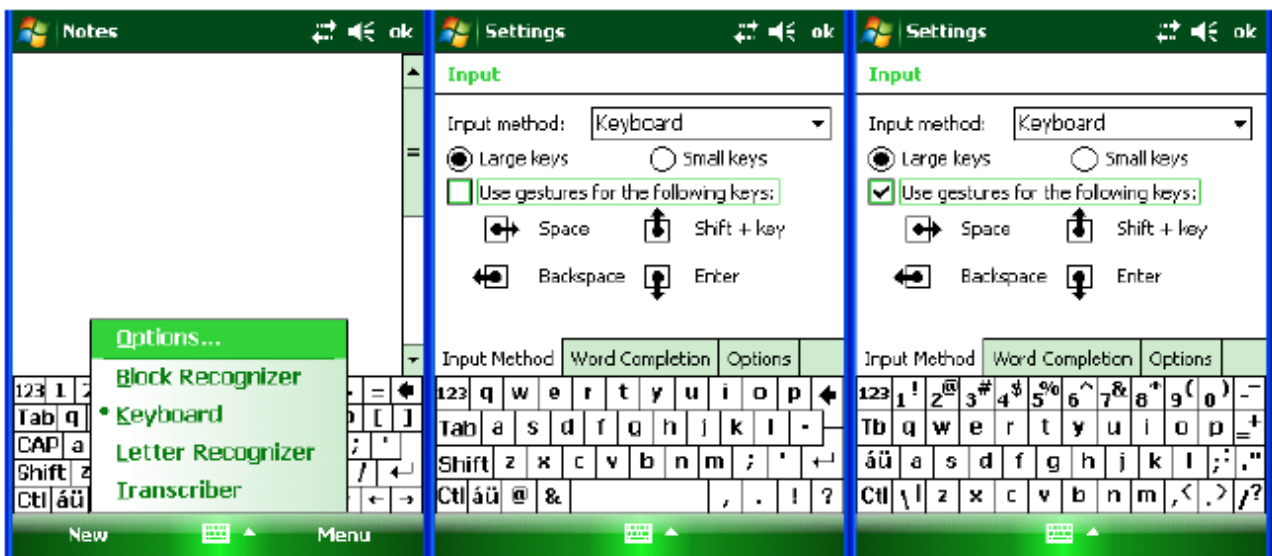 Notes ok
Options...
Block Recognizer
Keyboard
Letter Recognizer
Transcriber
123 1
Tab q
CAP a
Shift z
Ctl áü
= 
[ ]
; '
/
New Menu
Settings ok
Input
Input method: Keyboard
Large keys Small keys
Use gestures for the following keys:
Space Shift + key
Backspace Enter
Input Method Word Completion Options
123 q w e r t y u i o p
Tab a s d f g h j k l -
Shift z x c v b n m ; '
Ctl áü @ & , . ! ?
Settings ok
Input
Input method: Keyboard
Large keys Small keys
Use gestures for the following keys:
Space Shift + key
Backspace Enter
Input Method Word Completion Options
123 1! 2@ 3# 4$ 5% 6^ 7& 8* 9( 0) -_
Tb q w e r t y u i o p =+
áü a s d f g h j k l ;: '"
Ctl \| z x c v b n m ,< .> /?